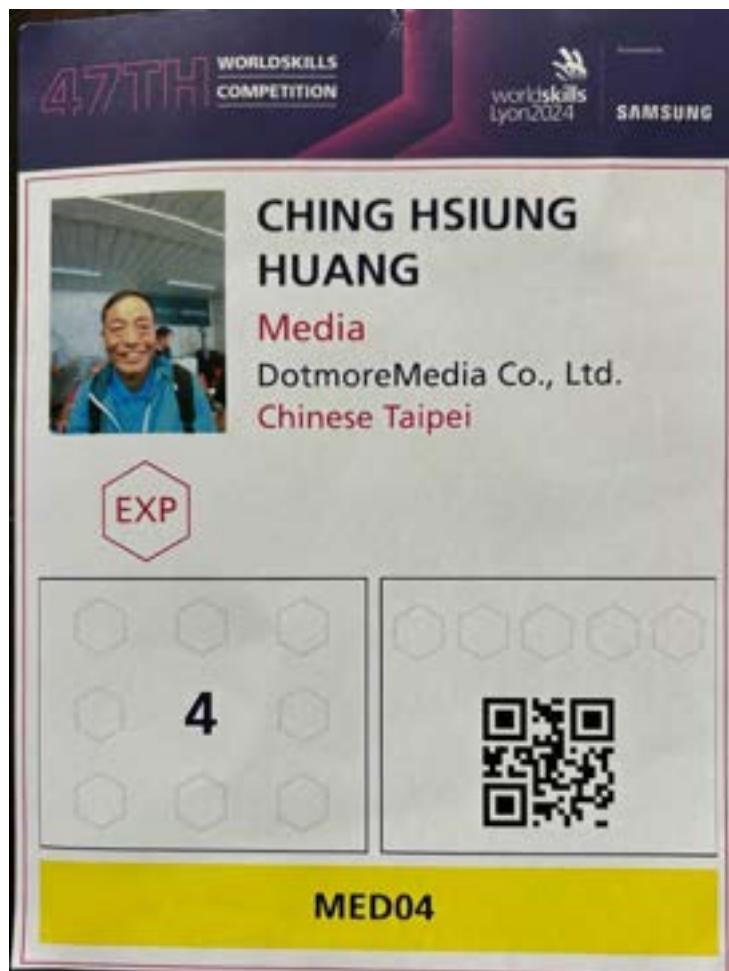 47TH
WORLDSKILLS
COMPETITION
worldskills
Lyon2024
SAMSUNG
CHING HSIUNG
HUANG
Media
DotmoreMedia Co., Ltd.
Chinese Taipei
EXP
4
MED04